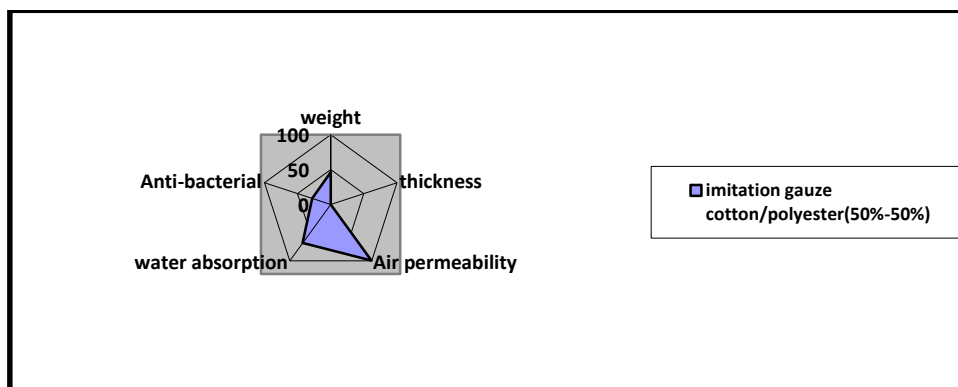 weight
100
50
0
Anti-bacterial
thickness
water absorption
Air permeability
imitation gauze
cotton/polyester(50%-50%)